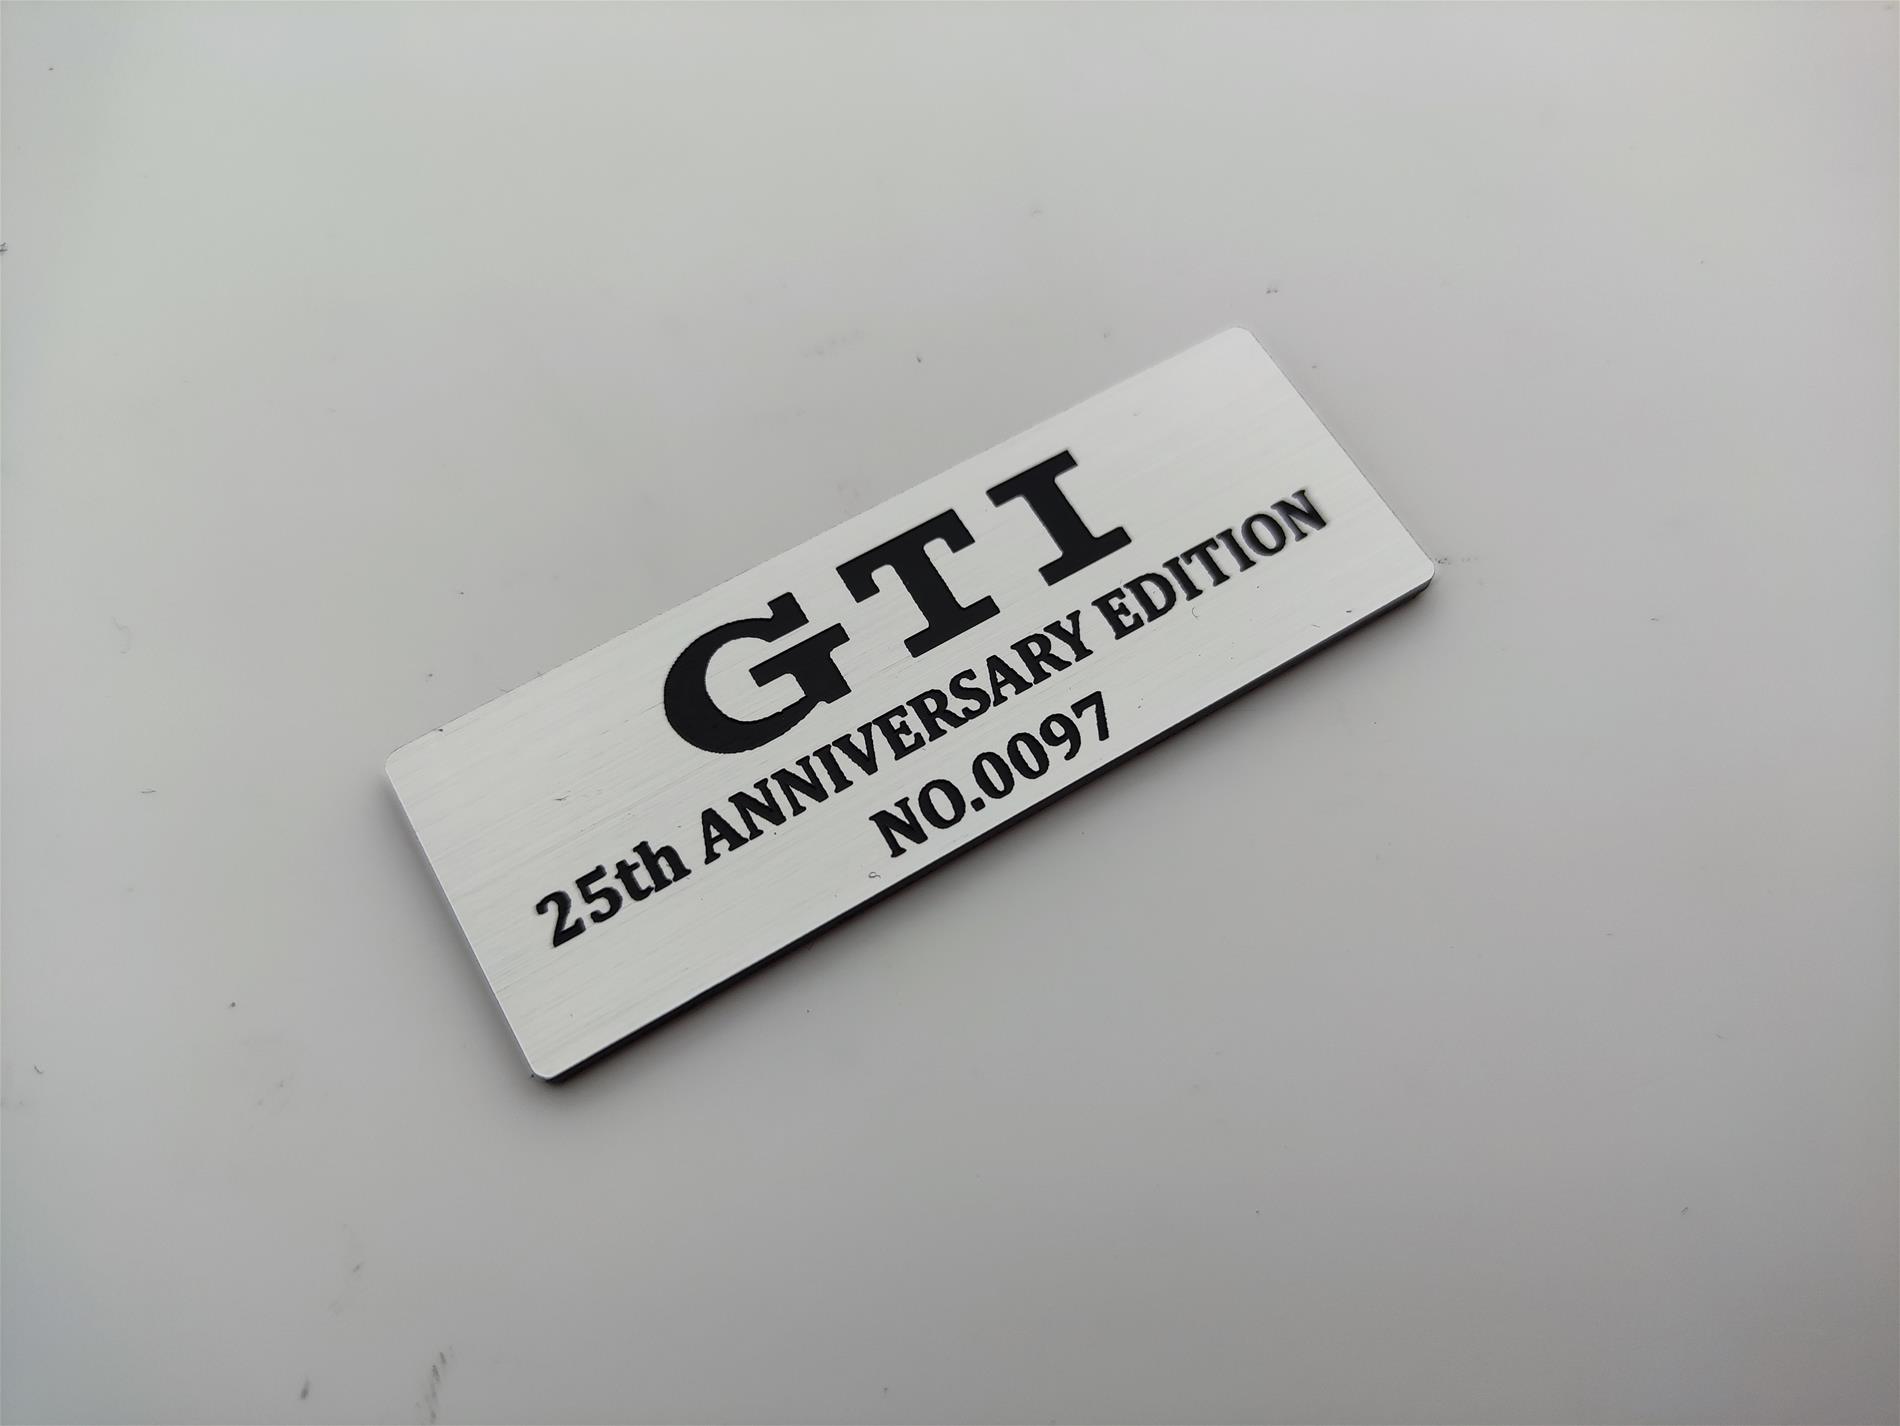 GTI
25th ANNIVERSARY EDITION
NO.0097